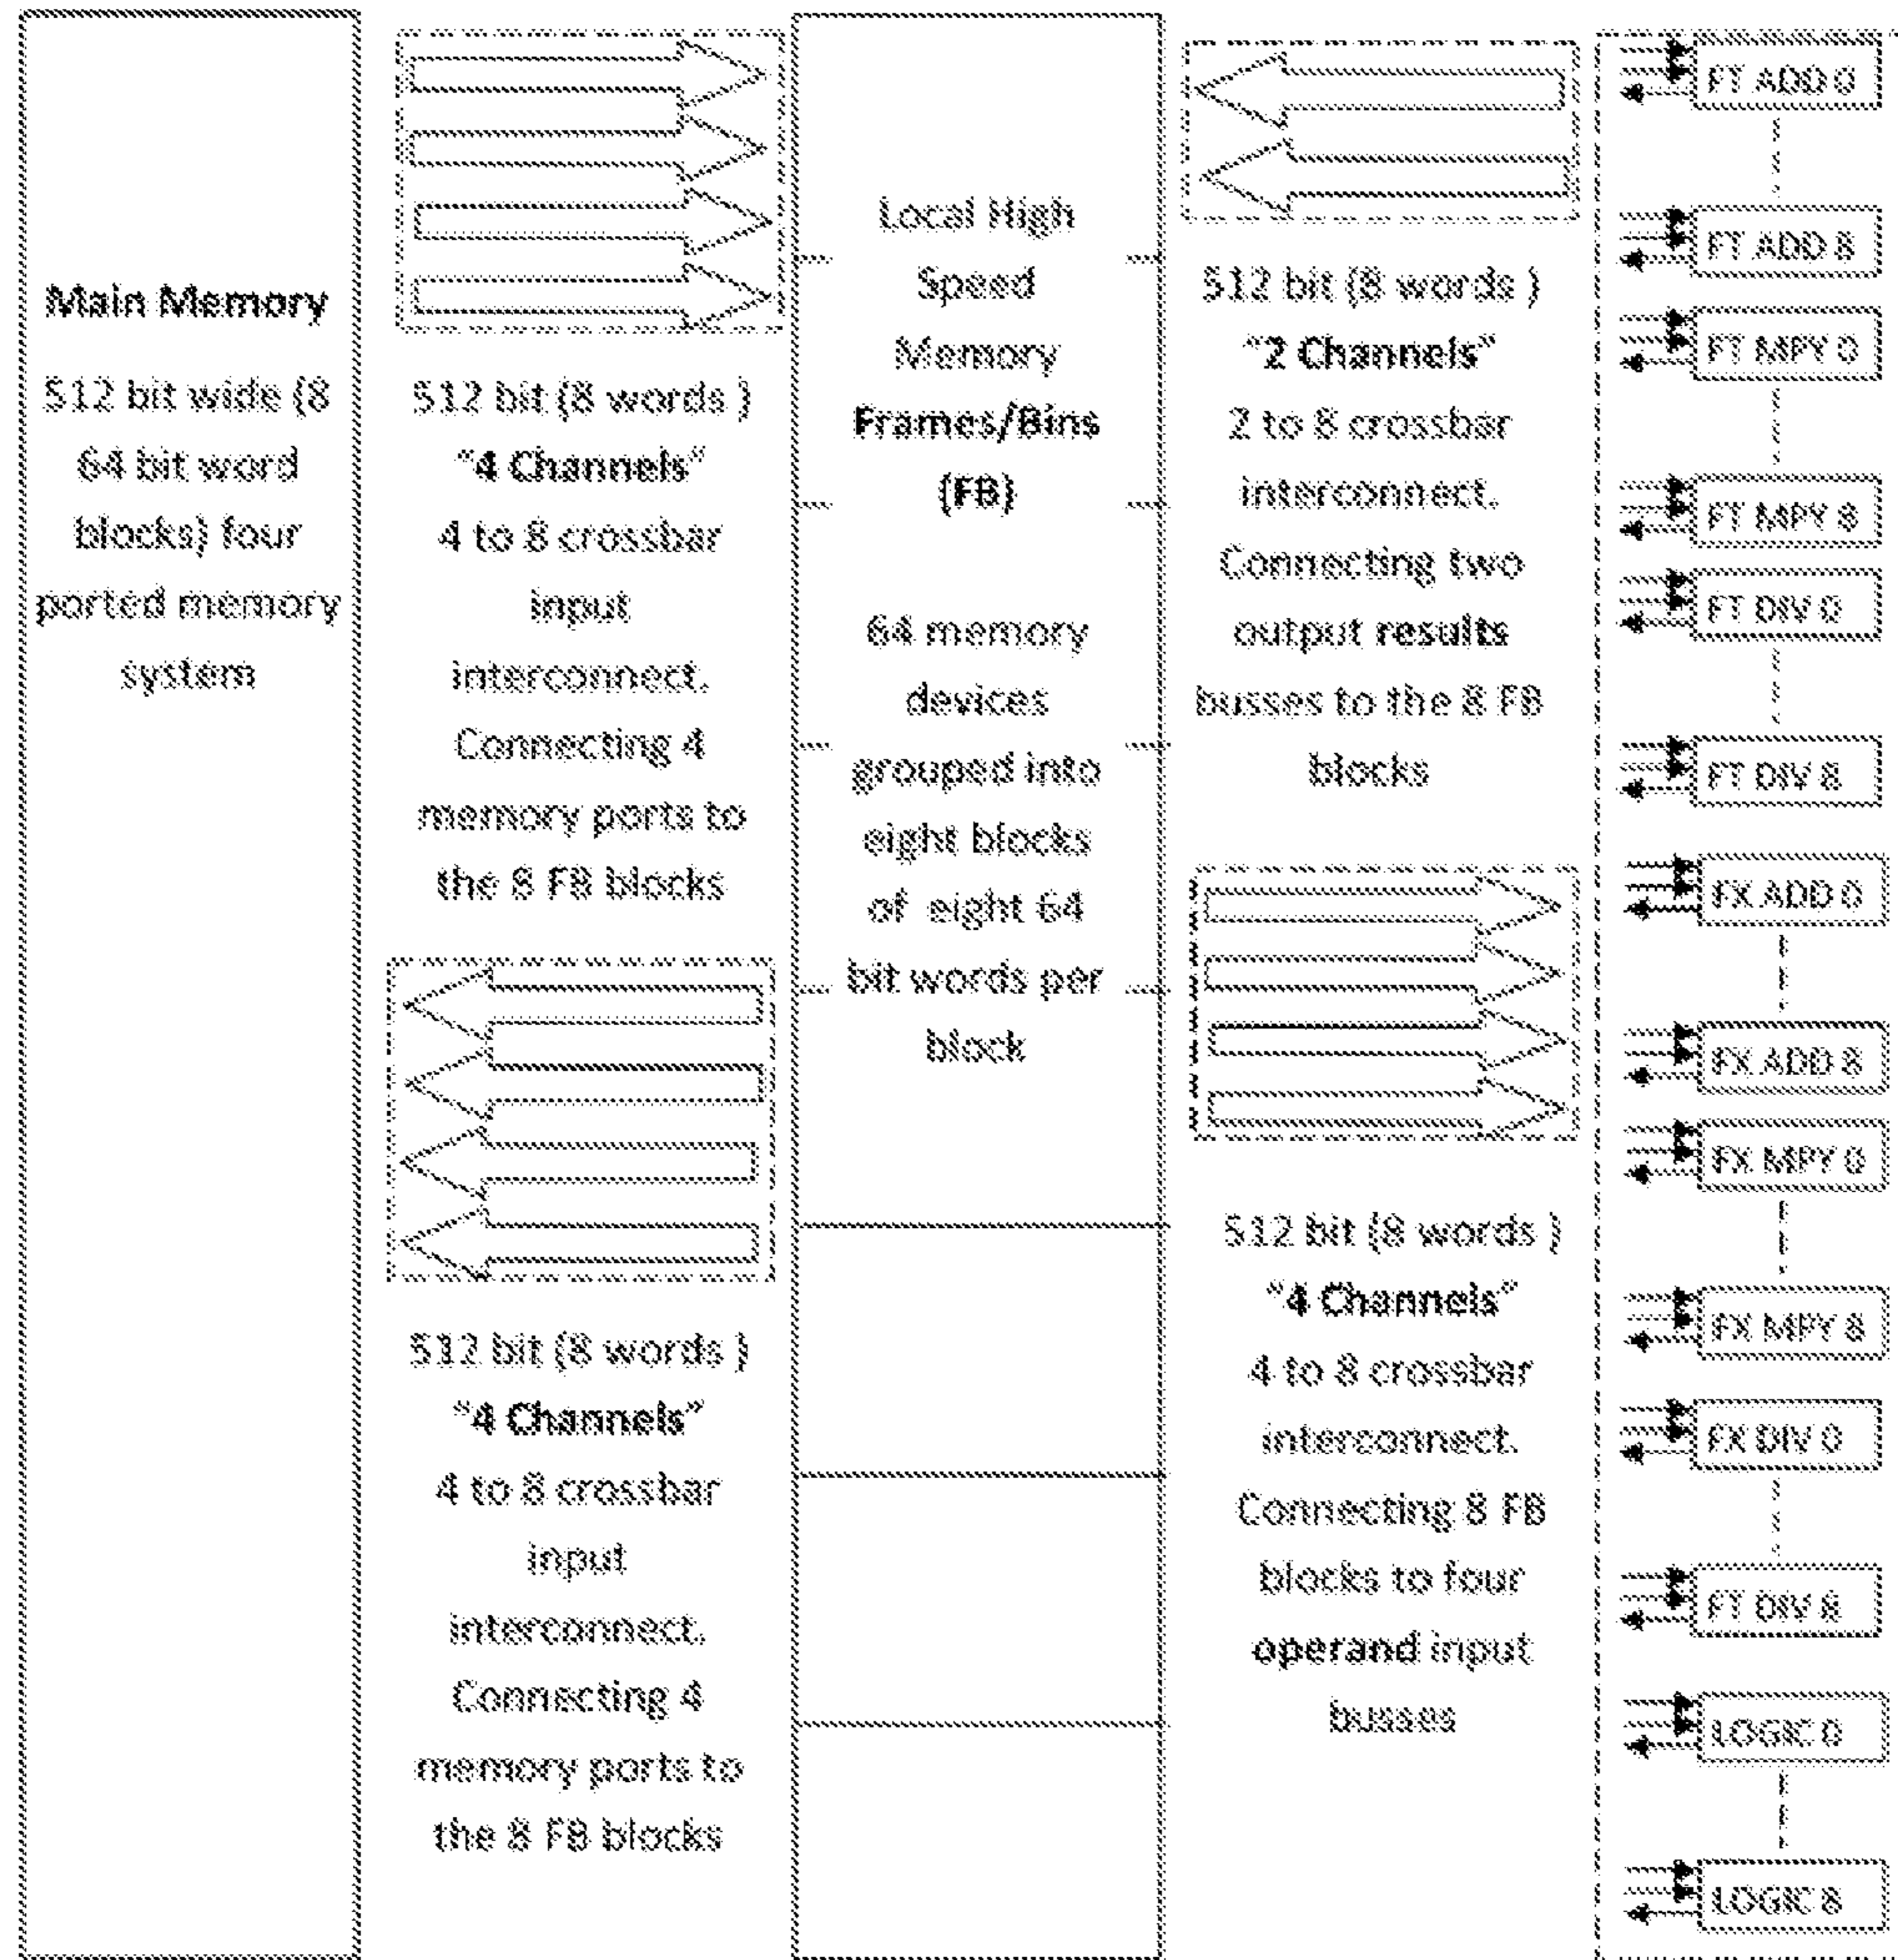 Main Memory
512 bit wide (8
64 bit word
blocks) four
ported memory
system
512 bit (8 words )
"4 Channels"
4 to 8 crossbar
input
interconnect.
Connecting 4
memory ports to
the 8 FB blocks
512 bit (8 words )
"4 Channels"
4 to 8 crossbar
input
interconnect.
Connecting 4
memory ports to
the 8 FB blocks
Local High
Speed
Memory
Frames/Bins
(FB)
64 memory
devices
grouped into
eight blocks
of eight 64
bit words per
block
512 bit (8 words )
"2 Channels"
2 to 8 crossbar
interconnect.
Connecting two
output results
busses to the 8 FB
blocks
512 bit (8 words )
"4 Channels"
4 to 8 crossbar
interconnect.
Connecting 8 FB
blocks to four
operand input
busses
FT ADD 0
FT ADD 8
FT MPY 0
FT MPY 8
FT DIV 0
FT DIV 8
FX ADD 0
FX ADD 8
FX MPY 0
FX MPY 8
FX DIV 0
FT DIV 8
LOGIC 0
LOGIC 8